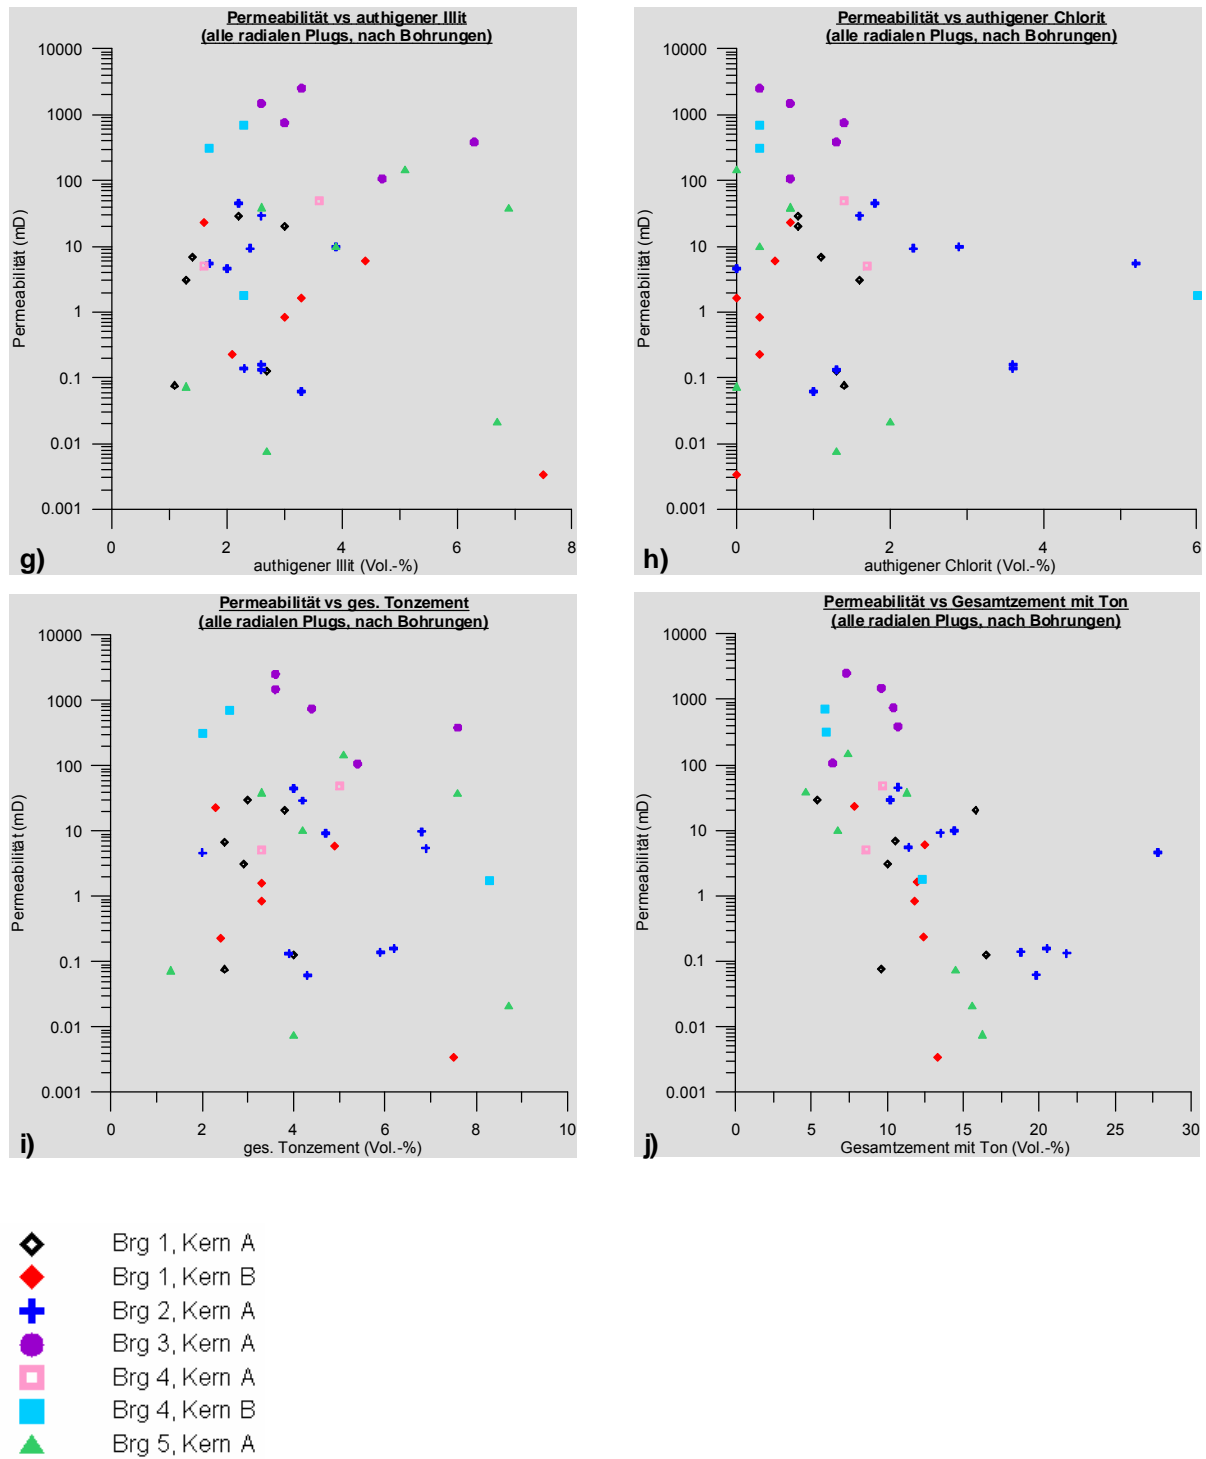 Permeabilität vs authigener Illit
(alle radialen Plugs, nach Bohrungen)
10000
1000
100
10
1
0.1
0.01
0.001
Permeabilität (mD)
0 2 4 6 8
authigener Illit (Vol.-%)
g)
Permeabilität vs authigener Chlorit
(alle radialen Plugs, nach Bohrungen)
10000
1000
100
10
1
0.1
0.01
0.001
Permeabilität (mD)
0 2 4 6
authigener Chlorit (Vol.-%)
h)
Permeabilität vs ges. Tonzement
(alle radialen Plugs, nach Bohrungen)
10000
1000
100
10
1
0.1
0.01
0.001
Permeabilität (mD)
0 2 4 6 8 10
ges. Tonzement (Vol.-%)
i)
Permeabilität vs Gesamtzement mit Ton
(alle radialen Plugs, nach Bohrungen)
10000
1000
100
10
1
0.1
0.01
0.001
Permeabilität (mD)
0 5 10 15 20 25 30
Gesamtzement mit Ton (Vol.-%)
j)
Brg 1, Kern A
Brg 1, Kern B
Brg 2, Kern A
Brg 3, Kern A
Brg 4, Kern A
Brg 4, Kern B
Brg 5, Kern A